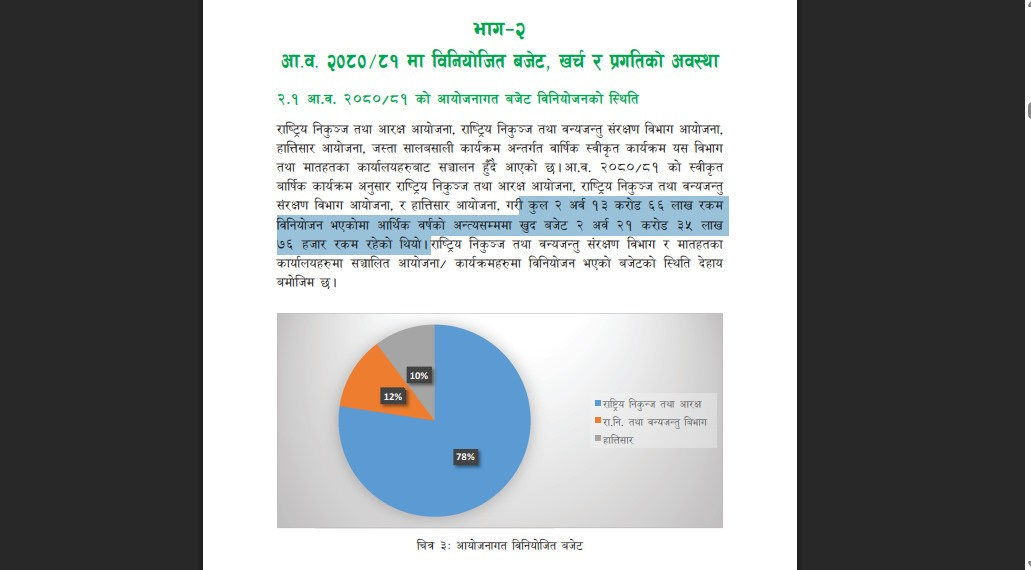 भाग-२
आ.व. २०८०/८१ मा विनियोजित बजेट, खर्च र प्रगतिको अवस्था
२.१ आ.व. २०८०/८१ को आयोजनागत बजेट विनियोजनको स्थिति
राष्ट्रिय निकुञ्ज तथा आरक्ष आयोजना, राष्ट्रिय निकुञ्ज तथा वन्यजन्तु संरक्षण विभाग आयोजना,
हात्तिसार आयोजना, जस्ता सालबसाली कार्यक्रम अन्तर्गत वार्षिक स्वीकृत कार्यक्रम यस विभाग
तथा मातहतका कार्यालयहरुबाट सञ्चालन हुँदै आएको छ। आ.व. २०८०/८१ को स्वीकृत
बार्षिक कार्यक्रम अनुसार राष्ट्रिय निकुञ्ज तथा आरक्ष आयोजना, राष्ट्रिय निकुञ्ज तथा वन्यजन्तु
संरक्षण विभाग आयोजना, र हात्तिसार आयोजना, गरी कुल २ अर्व १३ करोड ६६ लाख रकम
विनियोजन भएकोमा आर्थिक वर्षको अन्त्यसम्ममा खुद बजेट २ अर्व २१ करोड ३५ लाख
७६ हजार रकम रहेको थियो। राष्ट्रिय निकुञ्ज तथा वन्यजन्तु संरक्षण विभाग र मातहतका
कार्यालयहरुमा सञ्चालित आयोजना/ कार्यक्रमहरुमा विनियोजन भएको बजेटको स्थिति देहाय
बमोजिम छ।
10%
12%
78%
राष्ट्रिय निकुन्ज तथा आरक्ष
रा.नि. तथा वन्यजन्तु बिभाग
हात्तिसार
चित्र ३: आयोजनागत विनियोजित बजेट